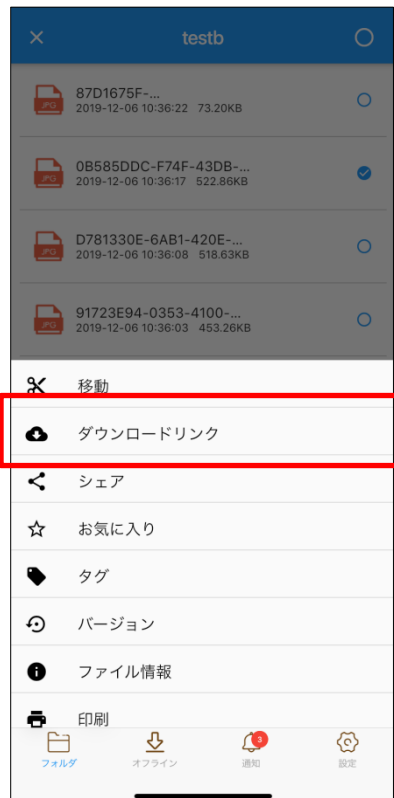 testb
87D1675F-...
JPG
2019-12-06 10:36:22 73.20KB
0B585DDC-F74F-43DB-...
JPG
2019-12-06 10:36:17 522.86KB
D781330E-6AB1-420E-...
JPG
2019-12-06 10:36:08 518.63KB
91723E94-0353-4100-...
JPG
2019-12-06 10:36:03 453.26KB
移動
ダウンロードリンク
シェア
お気に入り
タグ
バージョン
ファイル情報
印刷
3
フォルダ オフライン 通知 設定